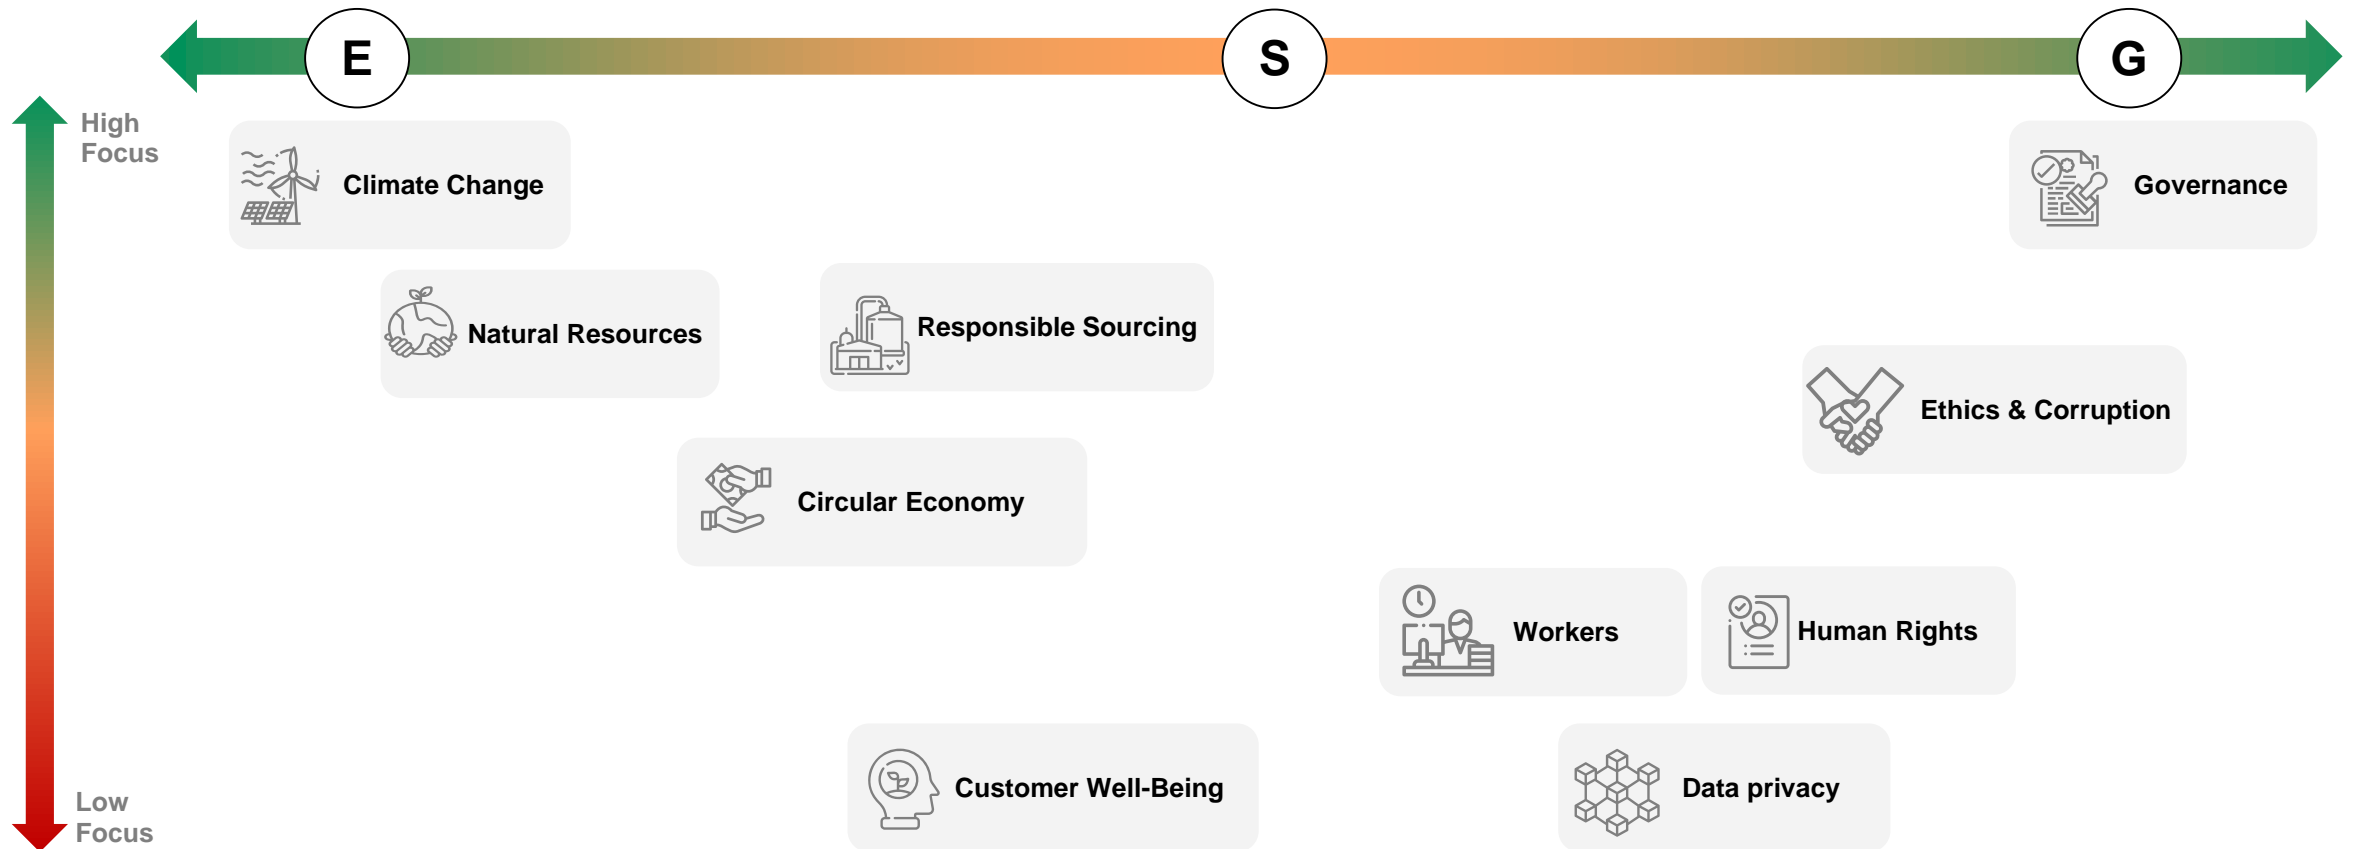 E
S
G
High
Focus
Climate Change
Governance
Natural Resources
Responsible Sourcing
Ethics & Corruption
Circular Economy
Workers
Human Rights
Customer Well-Being
Data privacy
Low
Focus